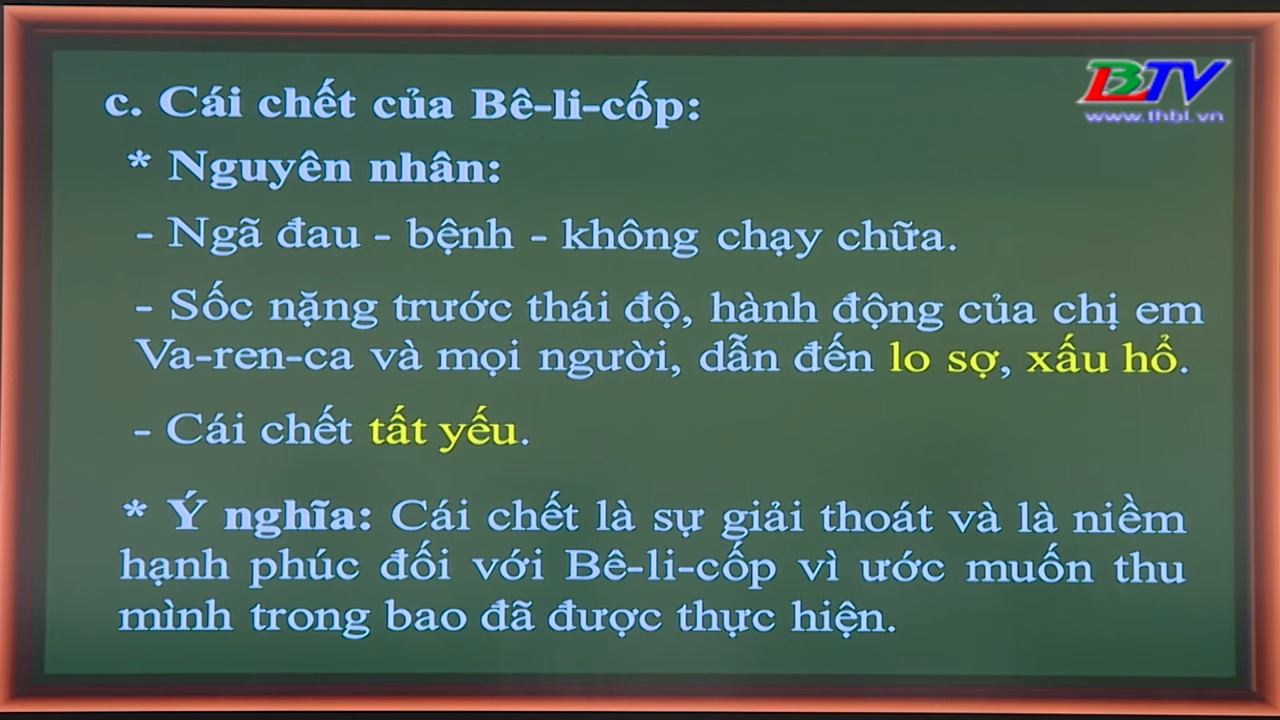 BTV
www.thbl.vn
c. Cái chết của Bê-li-cốp:
* Nguyên nhân:
- Ngã đau - bệnh - không chạy chữa.
- Sốc nặng trước thái độ, hành động của chị em
Va-ren-ca và mọi người, dẫn đến lo sợ, xấu hổ.
- Cái chết tất yếu.
* Ý nghĩa: Cái chết là sự giải thoát và là niềm
hạnh phúc đối với Bê-li-cốp vì ước muốn thu
mình trong bao đã được thực hiện.